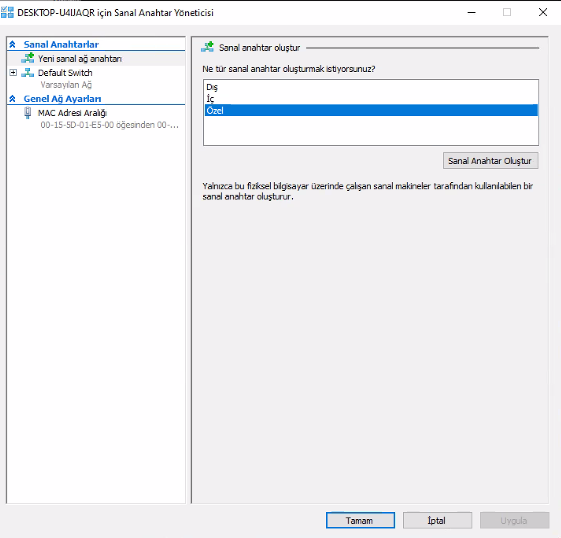 DESKTOP-U4IJAQR için Sanal Anahtar Yöneticisi
Sanal Anahtarlar
Yeni sanal ağ anahtarı
Default Switch
Varsayılan Ağ
Genel Ağ Ayarları
MAC Adresi Aralığı
00-15-5D-01-E5-00 öğesinden 00-...
Sanal anahtar oluştur
Ne tür sanal anahtar oluşturmak istiyorsunuz?
Dış
İç
Özel
Sanal Anahtar Oluştur
Yalnızca bu fiziksel bilgisayar üzerinde çalışan sanal makineler tarafından kullanılabilen bir
sanal anahtar oluşturur.
Tamam
İptal
Uygula